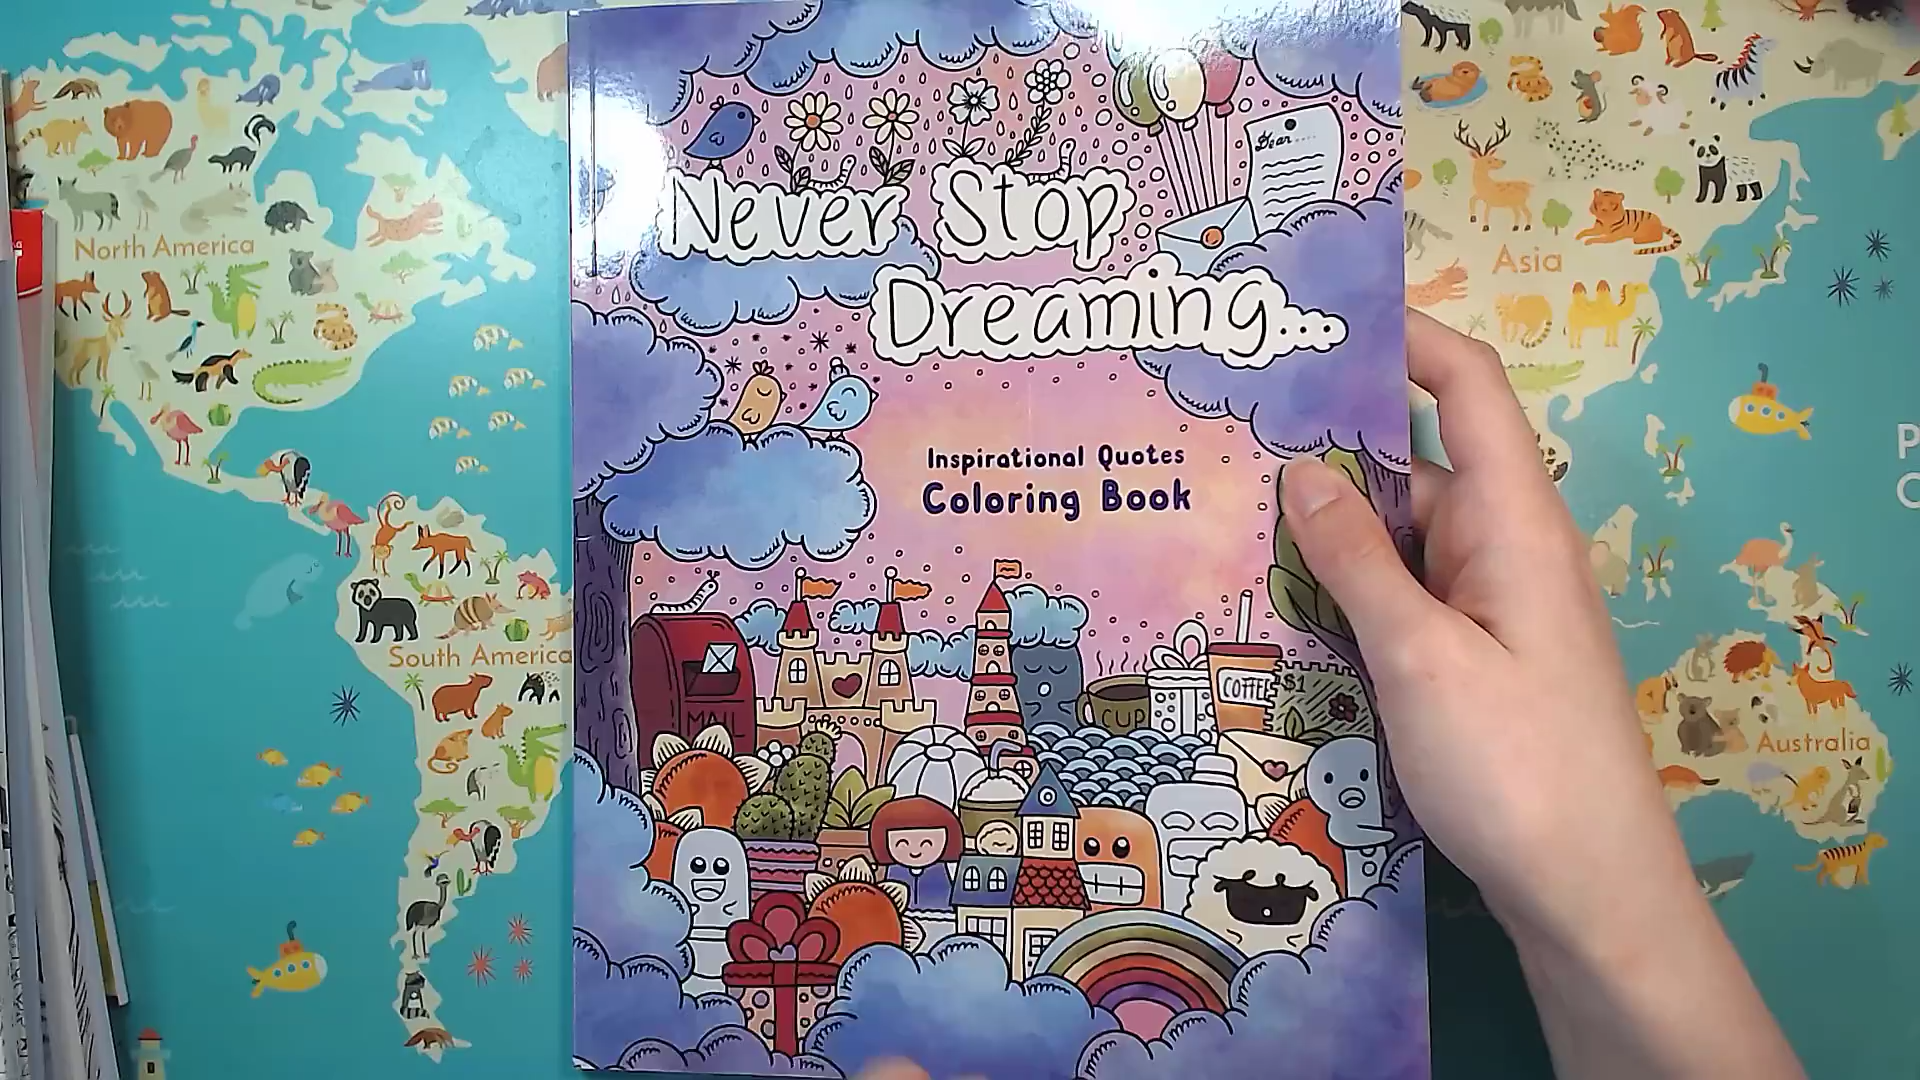 Never Stop
Dreaming...
Inspirational Quotes
Coloring Book
Dear
MAIL
CUP
COFFEE
$1
North America
South America
Asia
Australia
P